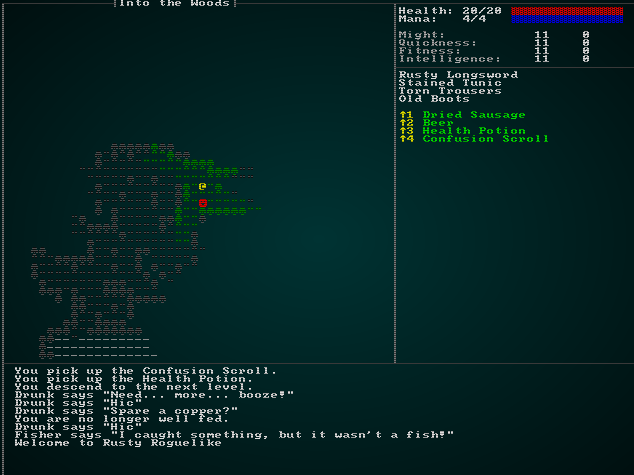 Into the Woods
Health: 20/20
Mana: 4/4
Might: 11 0
Quickness: 11 0
Fitness: 11 0
Intelligence: 11 0
Rusty Longsword
Stained Tunic
Torn Trousers
Old Boots
↑1 Dried Sausage
↑2 Beer
↑3 Health Potion
↑4 Confusion Scroll
You pick up the Confusion Scroll.
You pick up the Health Potion.
You descend to the next level.
Drunk says "Need... more... booze!"
Drunk says "Hic"
Drunk says "Spare a copper?"
You are no longer well fed.
Drunk says "Hic"
Fisher says "I caught something, but it wasn't a fish!"
Welcome to Rusty Roguelike